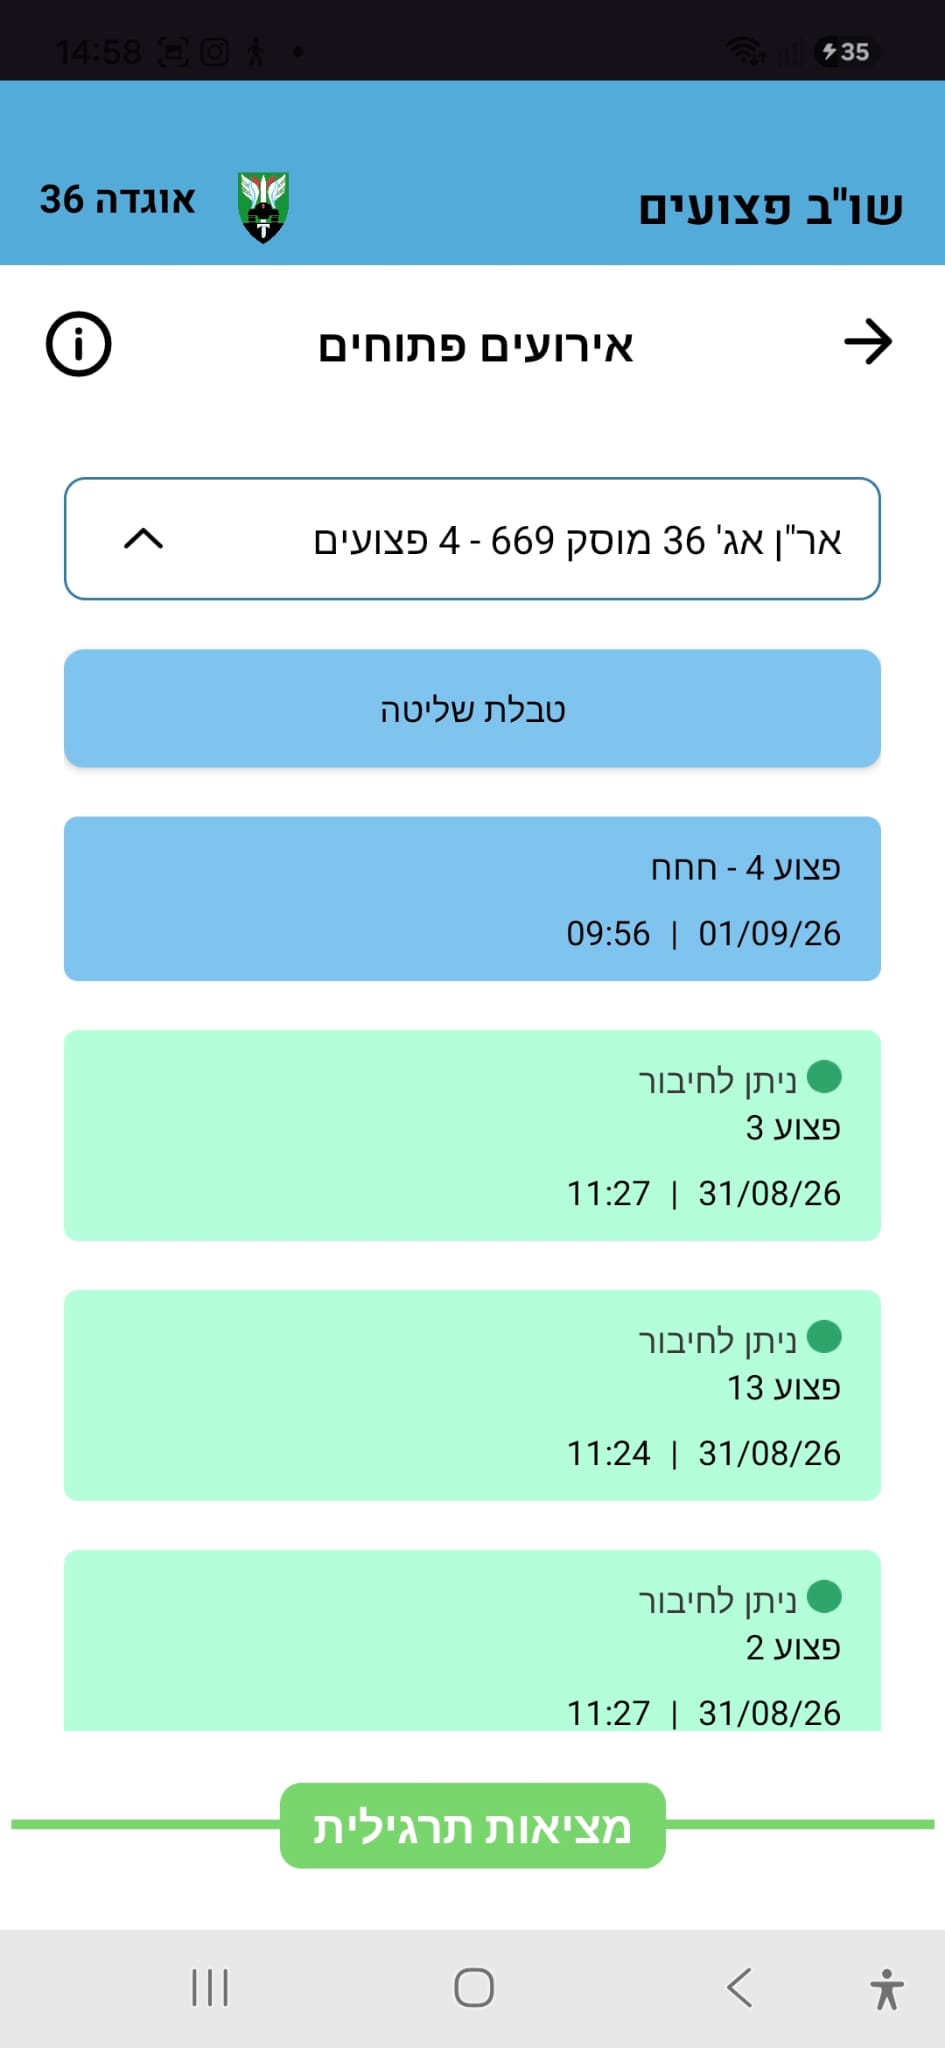 14:58
35
שו"ב פצועים
אוגדה 36
אירועים פתוחים
אר"ן אג' 36 מוסק 669 - 4 פצועים
טבלת שליטה
פצוע 4 - חחח
01/09/26 | 09:56
ניתן לחיבור
פצוע 3
31/08/26 | 11:27
ניתן לחיבור
פצוע 13
31/08/26 | 11:24
ניתן לחיבור
פצוע 2
31/08/26 | 11:27
מציאות תרגילית